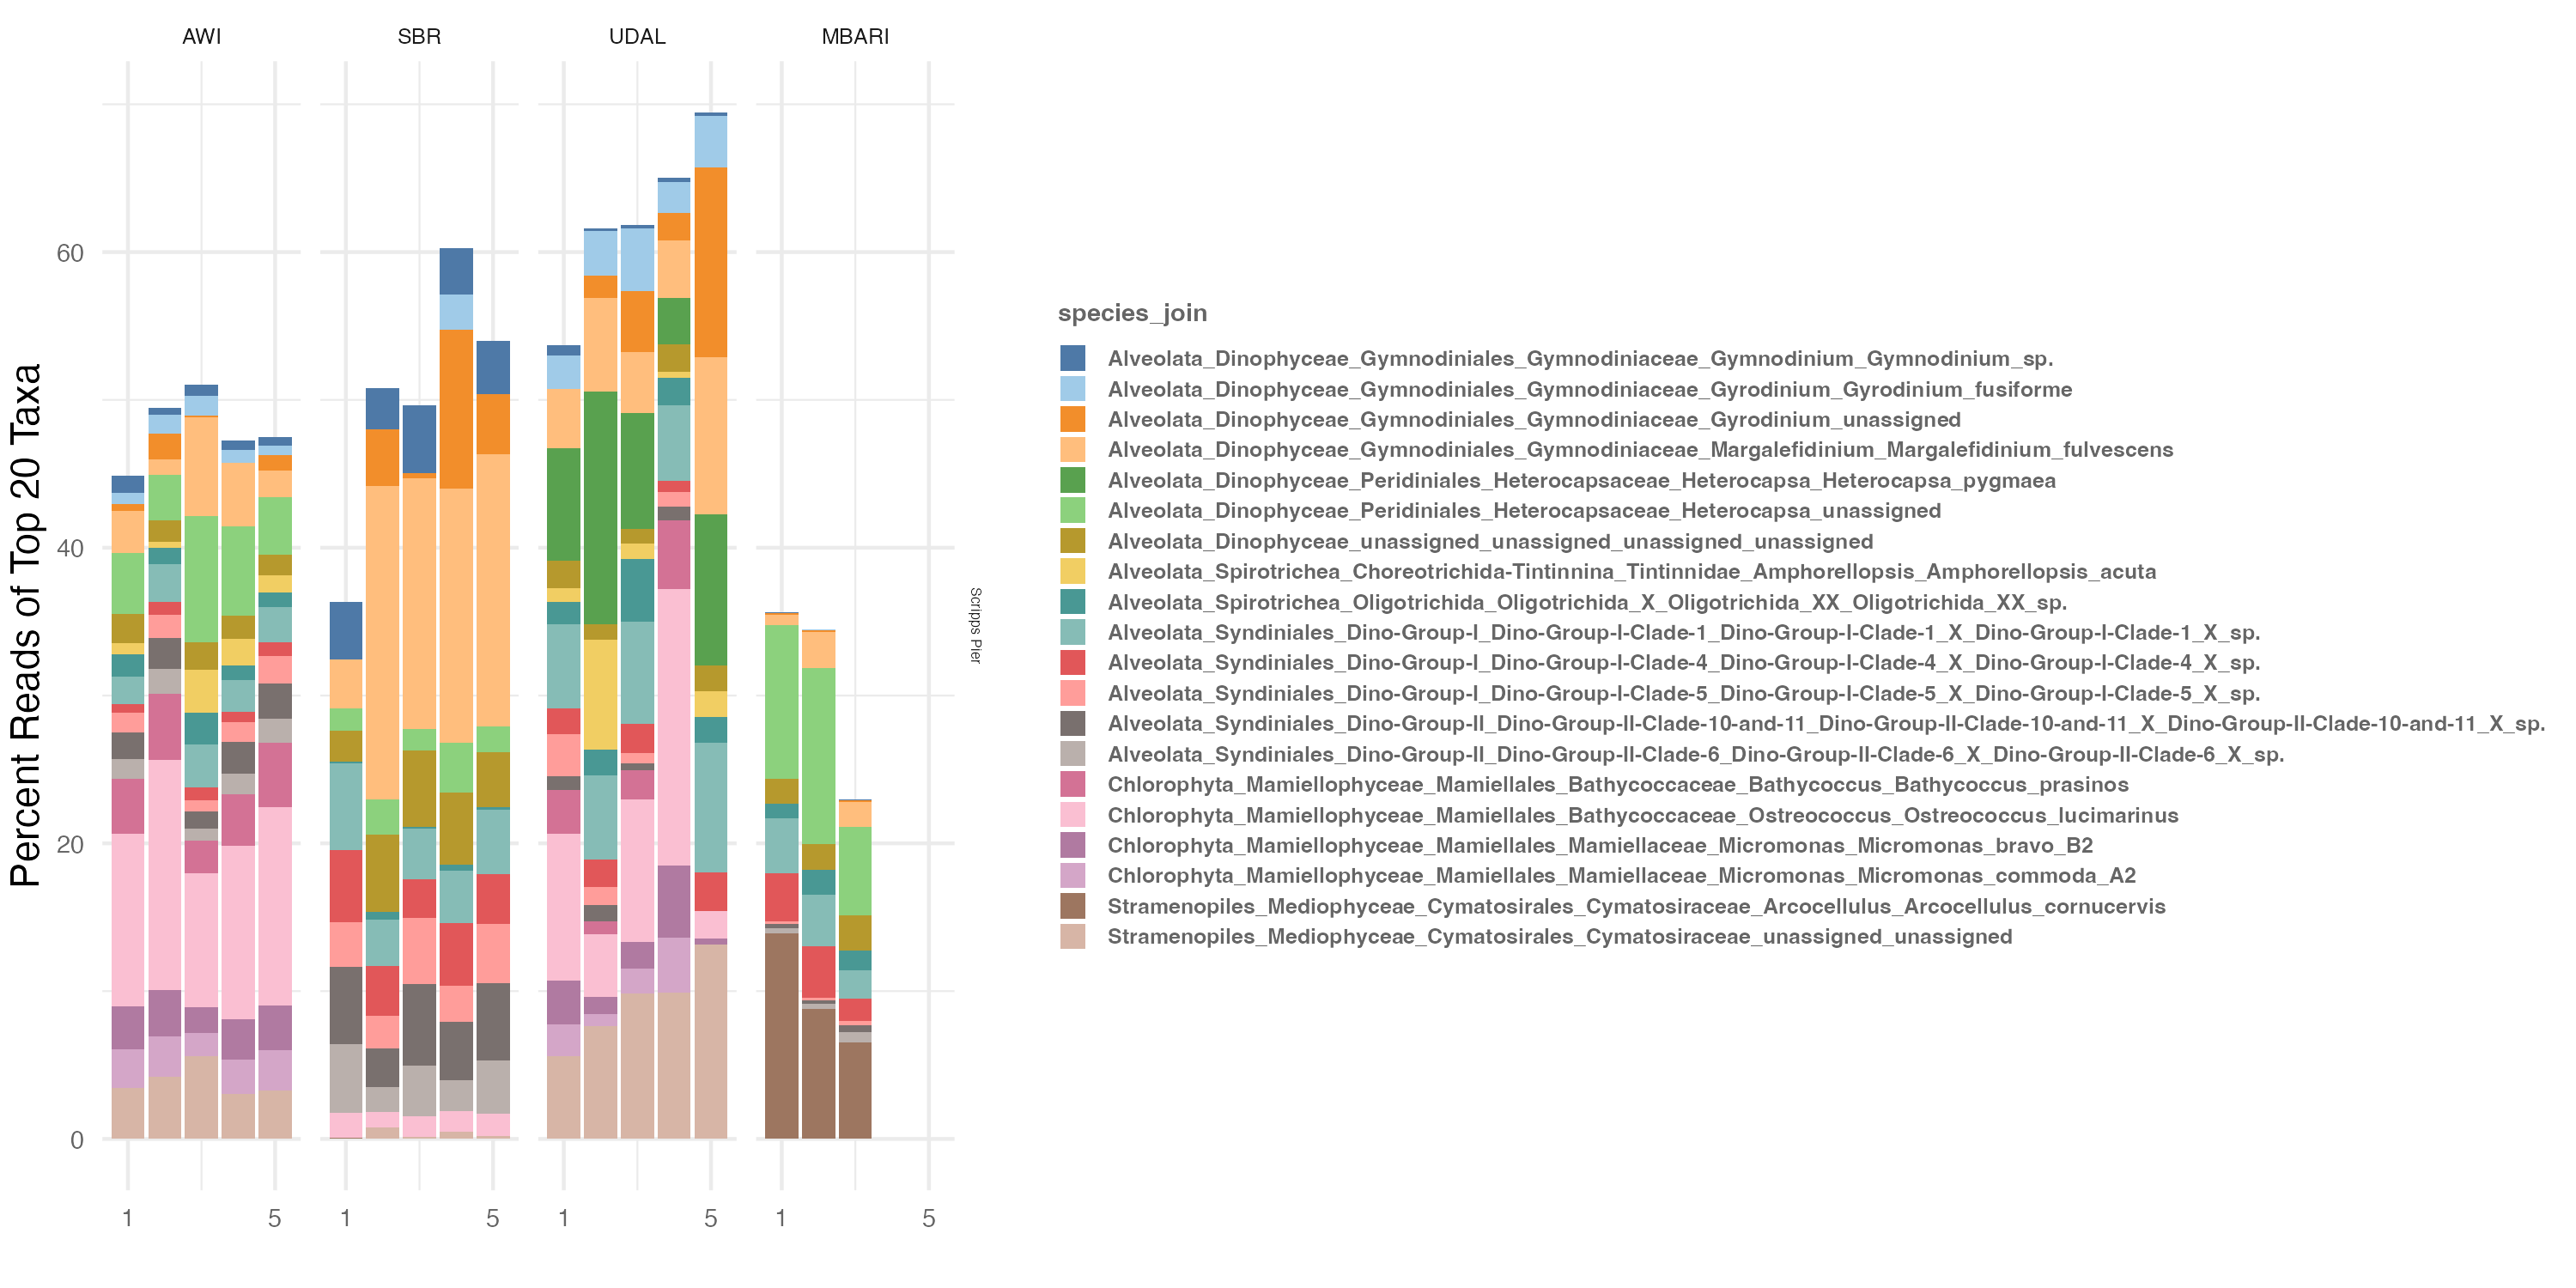 AWI SBR UDAL MBARI
Percent Reads of Top 20 Taxa
60
40
20
0
1 5 1 5 1 5 1 5
Scripps Pier
species_join
Alveolata_Dinophyceae_Gymnodiniales_Gymnodiniaceae_Gymnodinium_Gymnodinium_sp.
Alveolata_Dinophyceae_Gymnodiniales_Gymnodiniaceae_Gyrodinium_Gyrodinium_fusiforme
Alveolata_Dinophyceae_Gymnodiniales_Gymnodiniaceae_Gyrodinium_unassigned
Alveolata_Dinophyceae_Gymnodiniales_Gymnodiniaceae_Margalefidinium_Margalefidinium_fulvescens
Alveolata_Dinophyceae_Peridiniales_Heterocapsaceae_Heterocapsa_Heterocapsa_pygmaea
Alveolata_Dinophyceae_Peridiniales_Heterocapsaceae_Heterocapsa_unassigned
Alveolata_Dinophyceae_unassigned_unassigned_unassigned_unassigned
Alveolata_Spirotrichea_Choreotrichida-Tintinnina_Tintinnidae_Amphorellopsis_Amphorellopsis_acuta
Alveolata_Spirotrichea_Oligotrichida_Oligotrichida_X_Oligotrichida_XX_Oligotrichida_XX_sp.
Alveolata_Syndiniales_Dino-Group-I_Dino-Group-I-Clade-1_Dino-Group-I-Clade-1_X_Dino-Group-I-Clade-1_X_sp.
Alveolata_Syndiniales_Dino-Group-I_Dino-Group-I-Clade-4_Dino-Group-I-Clade-4_X_Dino-Group-I-Clade-4_X_sp.
Alveolata_Syndiniales_Dino-Group-I_Dino-Group-I-Clade-5_Dino-Group-I-Clade-5_X_Dino-Group-I-Clade-5_X_sp.
Alveolata_Syndiniales_Dino-Group-II_Dino-Group-II-Clade-10-and-11_Dino-Group-II-Clade-10-and-11_X_Dino-Group-II-Clade-10-and-11_X_sp.
Alveolata_Syndiniales_Dino-Group-II_Dino-Group-II-Clade-6_Dino-Group-II-Clade-6_X_Dino-Group-II-Clade-6_X_sp.
Chlorophyta_Mamiellophyceae_Mamiellales_Bathycoccaceae_Bathycoccus_Bathycoccus_prasinos
Chlorophyta_Mamiellophyceae_Mamiellales_Bathycoccaceae_Ostreococcus_Ostreococcus_lucimarinus
Chlorophyta_Mamiellophyceae_Mamiellales_Mamiellaceae_Micromonas_Micromonas_bravo_B2
Chlorophyta_Mamiellophyceae_Mamiellales_Mamiellaceae_Micromonas_Micromonas_commoda_A2
Stramenopiles_Mediophyceae_Cymatosirales_Cymatosiraceae_Arcocellulus_Arcocellulus_cornucervis
Stramenopiles_Mediophyceae_Cymatosirales_Cymatosiraceae_unassigned_unassigned